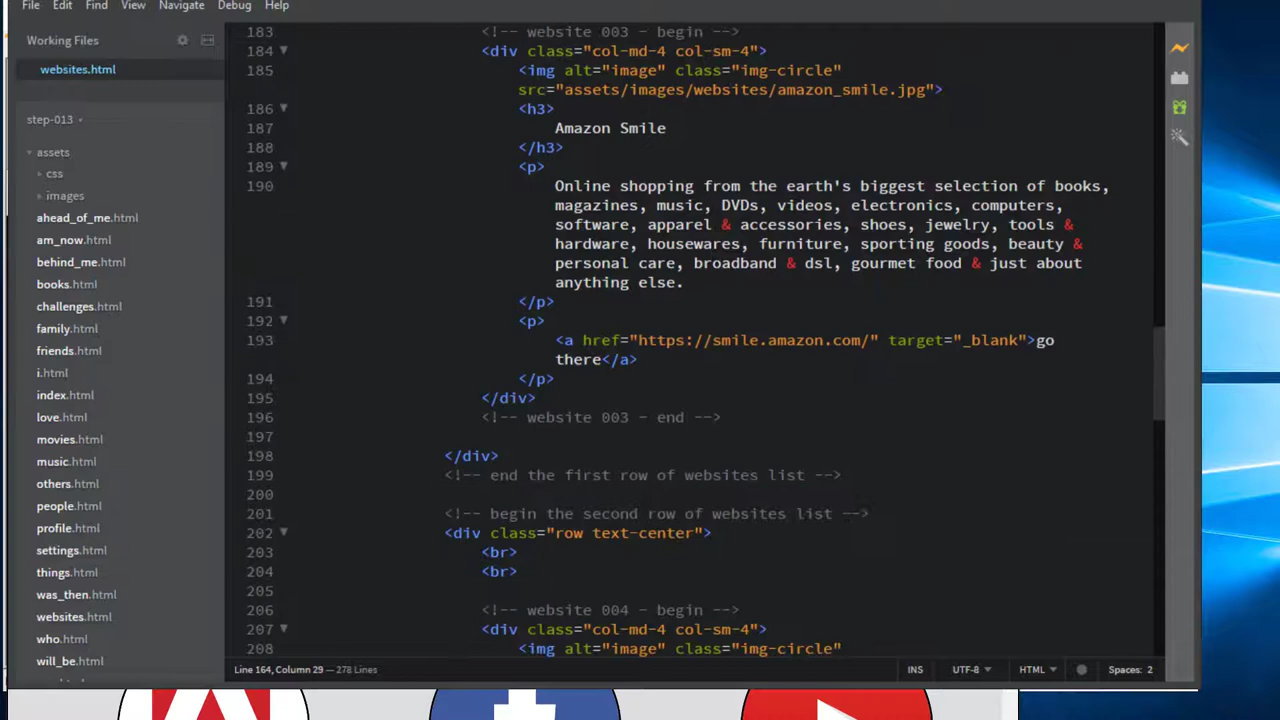 File Edit Find View Navigate Debug Help
Working Files
websites.html
step-013
assets
css
images
ahead_of_me.html
am_now.html
behind_me.html
books.html
challenges.html
family.html
friends.html
i.html
index.html
love.html
movies.html
music.html
others.html
people.html
profile.html
settings.html
things.html
was_then.html
websites.html
who.html
will_be.html
183 <!-- website 003 - begin -->
184 <div class="col-md-4 col-sm-4">
185 <img alt="image" class="img-circle"
src="assets/images/websites/amazon_smile.jpg">
186 <h3>
187 Amazon Smile
188 </h3>
189 <p>
190 Online shopping from the earth's biggest selection of books,
magazines, music, DVDs, videos, electronics, computers,
software, apparel & accessories, shoes, jewelry, tools &
hardware, housewares, furniture, sporting goods, beauty &
personal care, broadband & dsl, gourmet food & just about
anything else.
191 </p>
192 <p>
193 <a href="https://smile.amazon.com/" target="_blank">go
there</a>
194 </p>
195 </div>
196 <!-- website 003 - end -->
197
198 </div>
199 <!-- end the first row of websites list -->
200
201 <!-- begin the second row of websites list -->
202 <div class="row text-center">
203 <br>
204 <br>
205
206 <!-- website 004 - begin -->
207 <div class="col-md-4 col-sm-4">
208 <img alt="image" class="img-circle"
Line 164, Column 29 — 278 Lines
INS UTF-8 HTML Spaces: 2